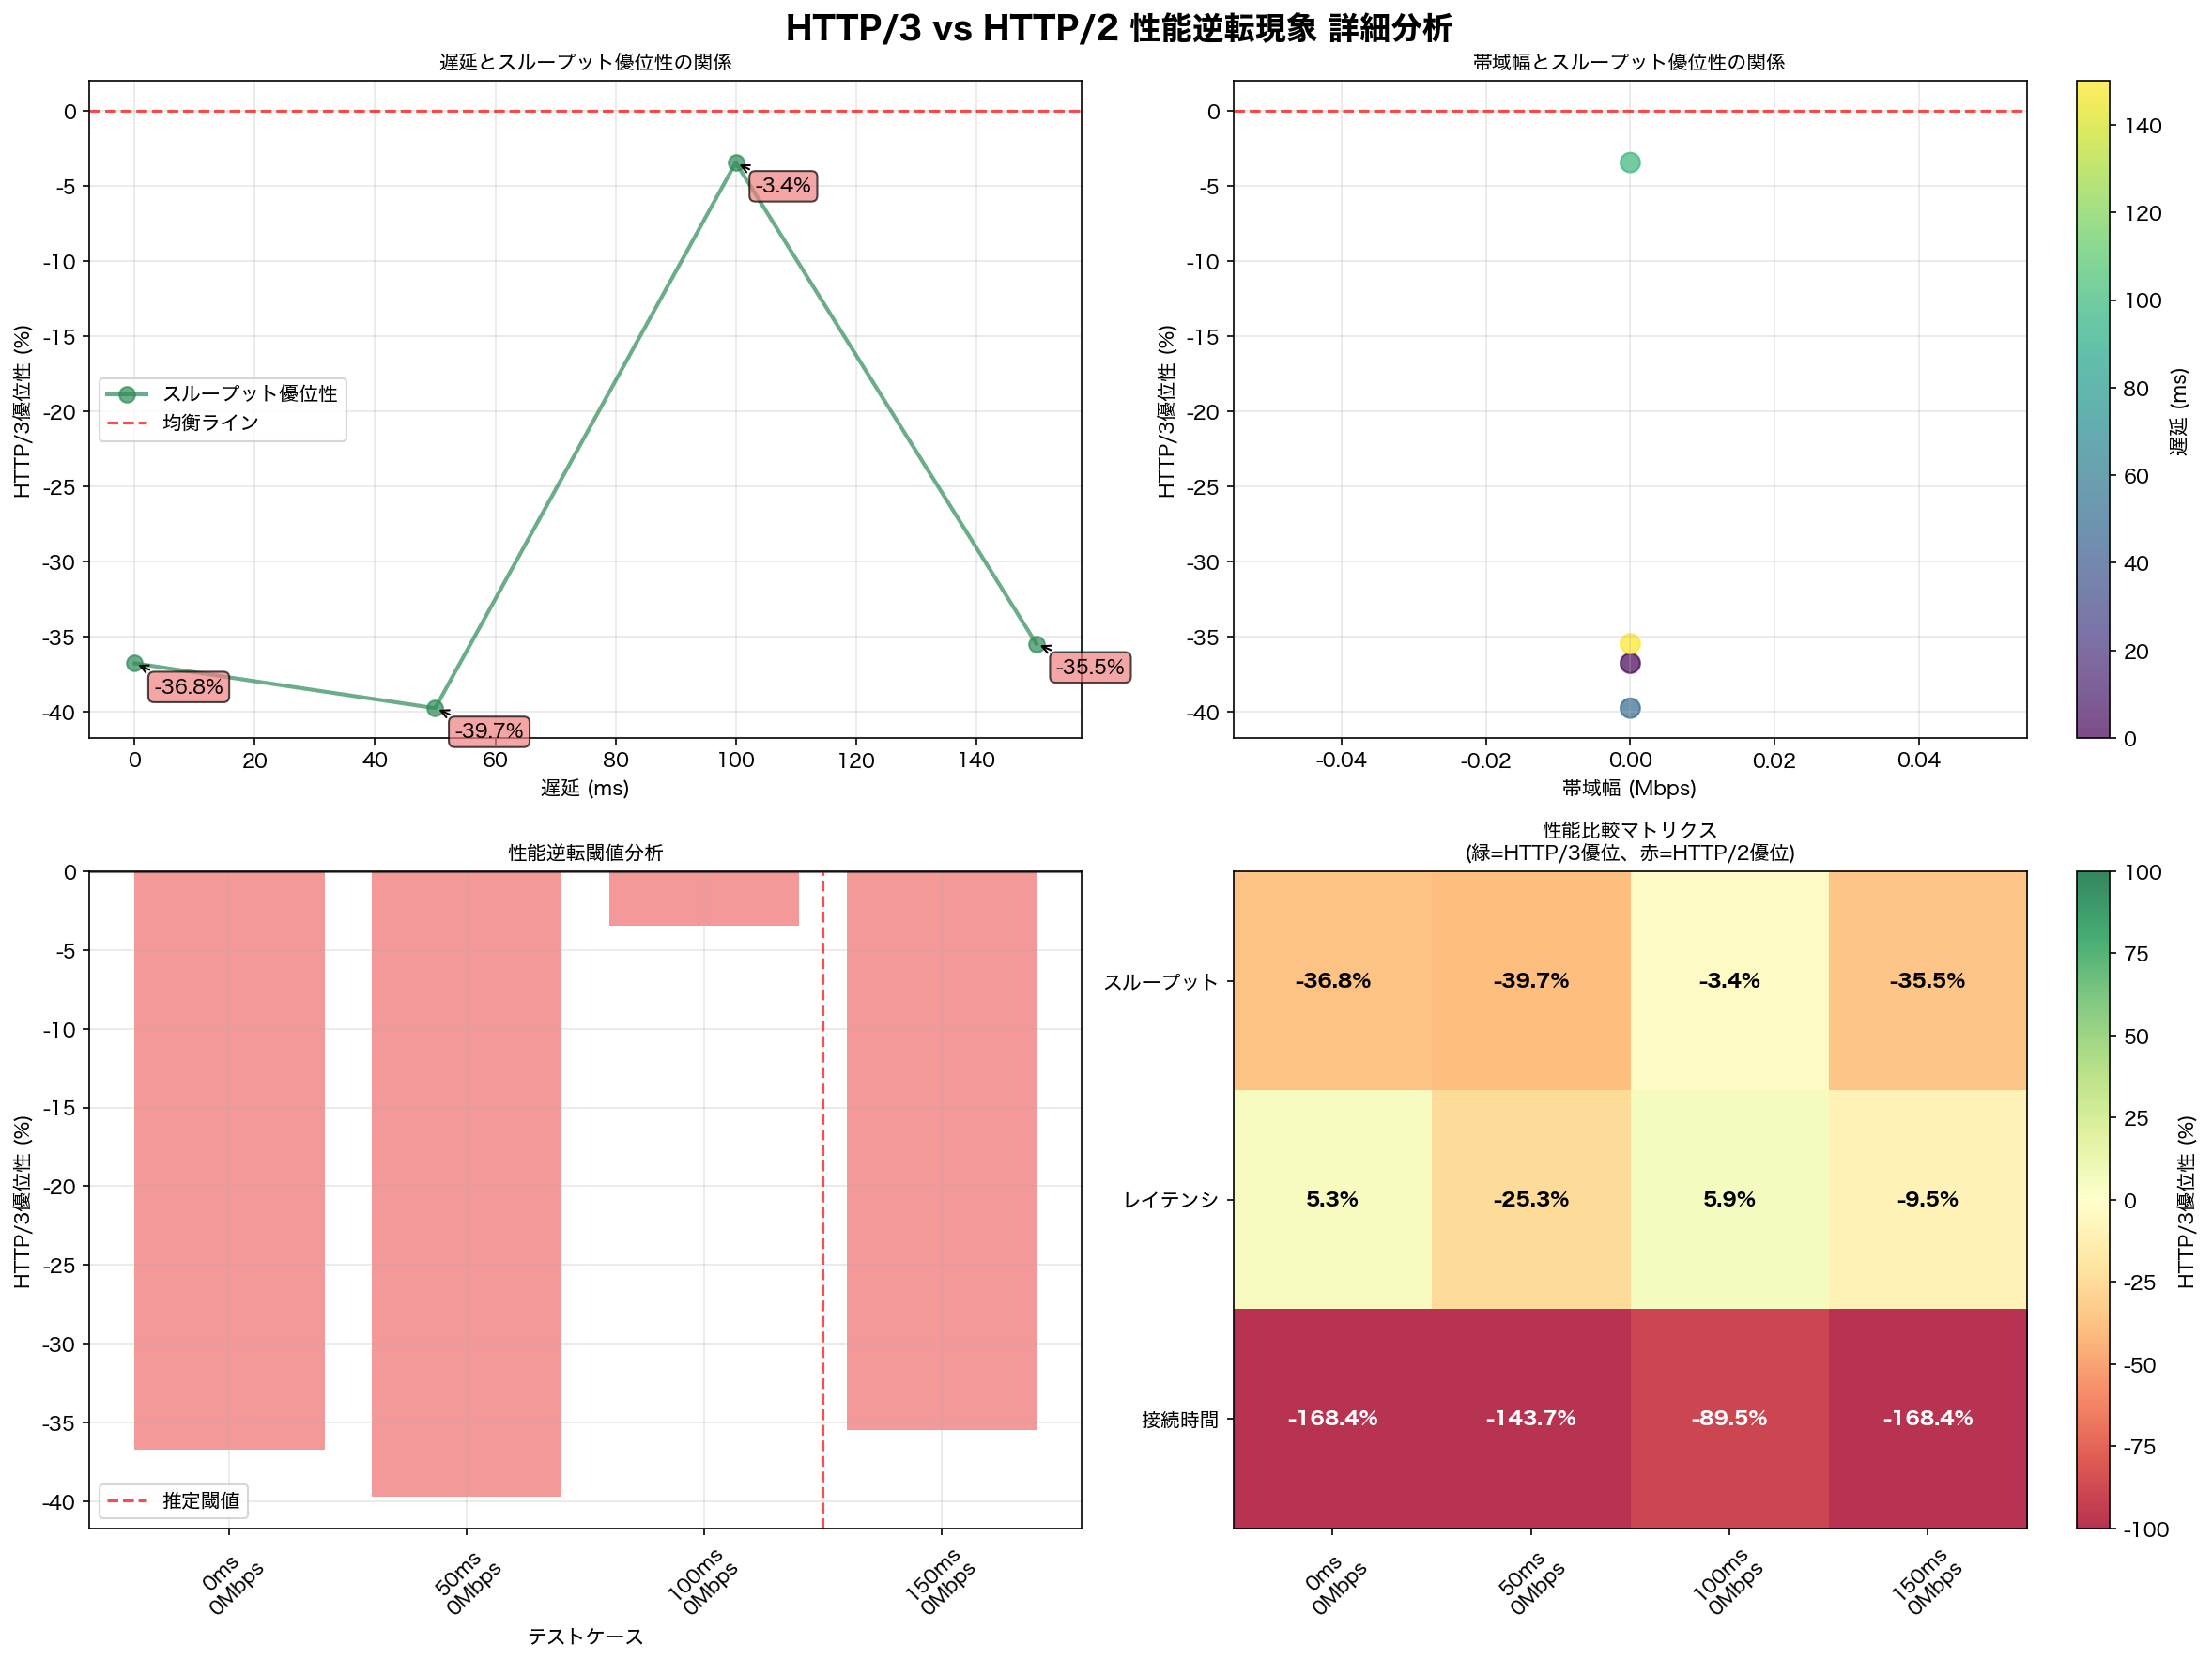 HTTP/3 vs HTTP/2 性能逆転現象 詳細分析
遅延とスループット優位性の関係
0
-5
-10
-15
-20
-25
-30
-35
-40
HTTP/3優位性 (%)
スループット優位性
均衡ライン
-36.8%
-39.7%
-3.4%
-35.5%
0
20
40
60
80
100
120
140
遅延 (ms)
帯域幅とスループット優位性の関係
0
-5
-10
-15
-20
-25
-30
-35
-40
HTTP/3優位性 (%)
-0.04
-0.02
0.00
0.02
0.04
帯域幅 (Mbps)
140
120
100
80
60
40
20
0
遅延 (ms)
性能逆転閾値分析
0
-5
-10
-15
-20
-25
-30
-35
-40
HTTP/3優位性 (%)
推定閾値
0ms
0Mbps
50ms
0Mbps
100ms
0Mbps
150ms
0Mbps
テストケース
性能比較マトリクス
(緑=HTTP/3優位、赤=HTTP/2優位)
スループット
-36.8%
-39.7%
-3.4%
-35.5%
レイテンシ
5.3%
-25.3%
5.9%
-9.5%
接続時間
-168.4%
-143.7%
-89.5%
-168.4%
0ms
0Mbps
50ms
0Mbps
100ms
0Mbps
150ms
0Mbps
100
75
50
25
0
-25
-50
-75
-100
HTTP/3優位性 (%)